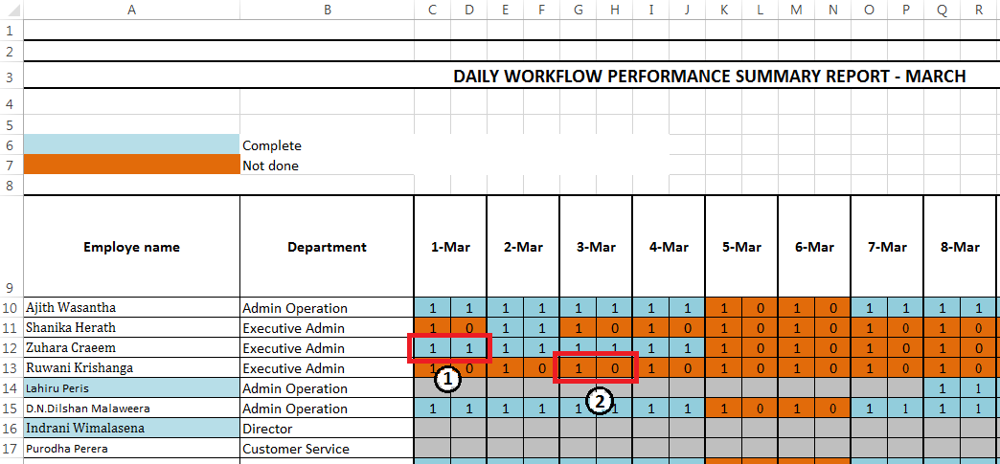 A B C D E F G H I J K L M N O P Q R
1
2
3 DAILY WORKFLOW PERFORMANCE SUMMARY REPORT - MARCH
4
5
6 Complete
7 Not done
8
9 Employe name Department 1-Mar 2-Mar 3-Mar 4-Mar 5-Mar 6-Mar 7-Mar 8-Mar
10 Ajith Wasantha Admin Operation 1 1 1 1 1 1 1 1 1 0 1 0 1 1 1 1
11 Shanika Herath Executive Admin 1 0 1 1 1 0 1 0 1 0 1 0 1 0 1 0
12 Zuhara Craeem Executive Admin 1 1 1 1 1 1 1 1 1 0 1 0 1 0 1 0
13 Ruwani Krishanga Executive Admin 1 0 1 0 1 0 1 0 1 0 1 0 1 0 1 0
1
14 Lahiru Peris Admin Operation 1 1
2
15 D.N.Dilshan Malaweera Admin Operation 1 1 1 1 1 1 1 1 1 0 1 0 1 1 1 1
16 Indrani Wimalasena Director
17 Purodha Perera Customer Service